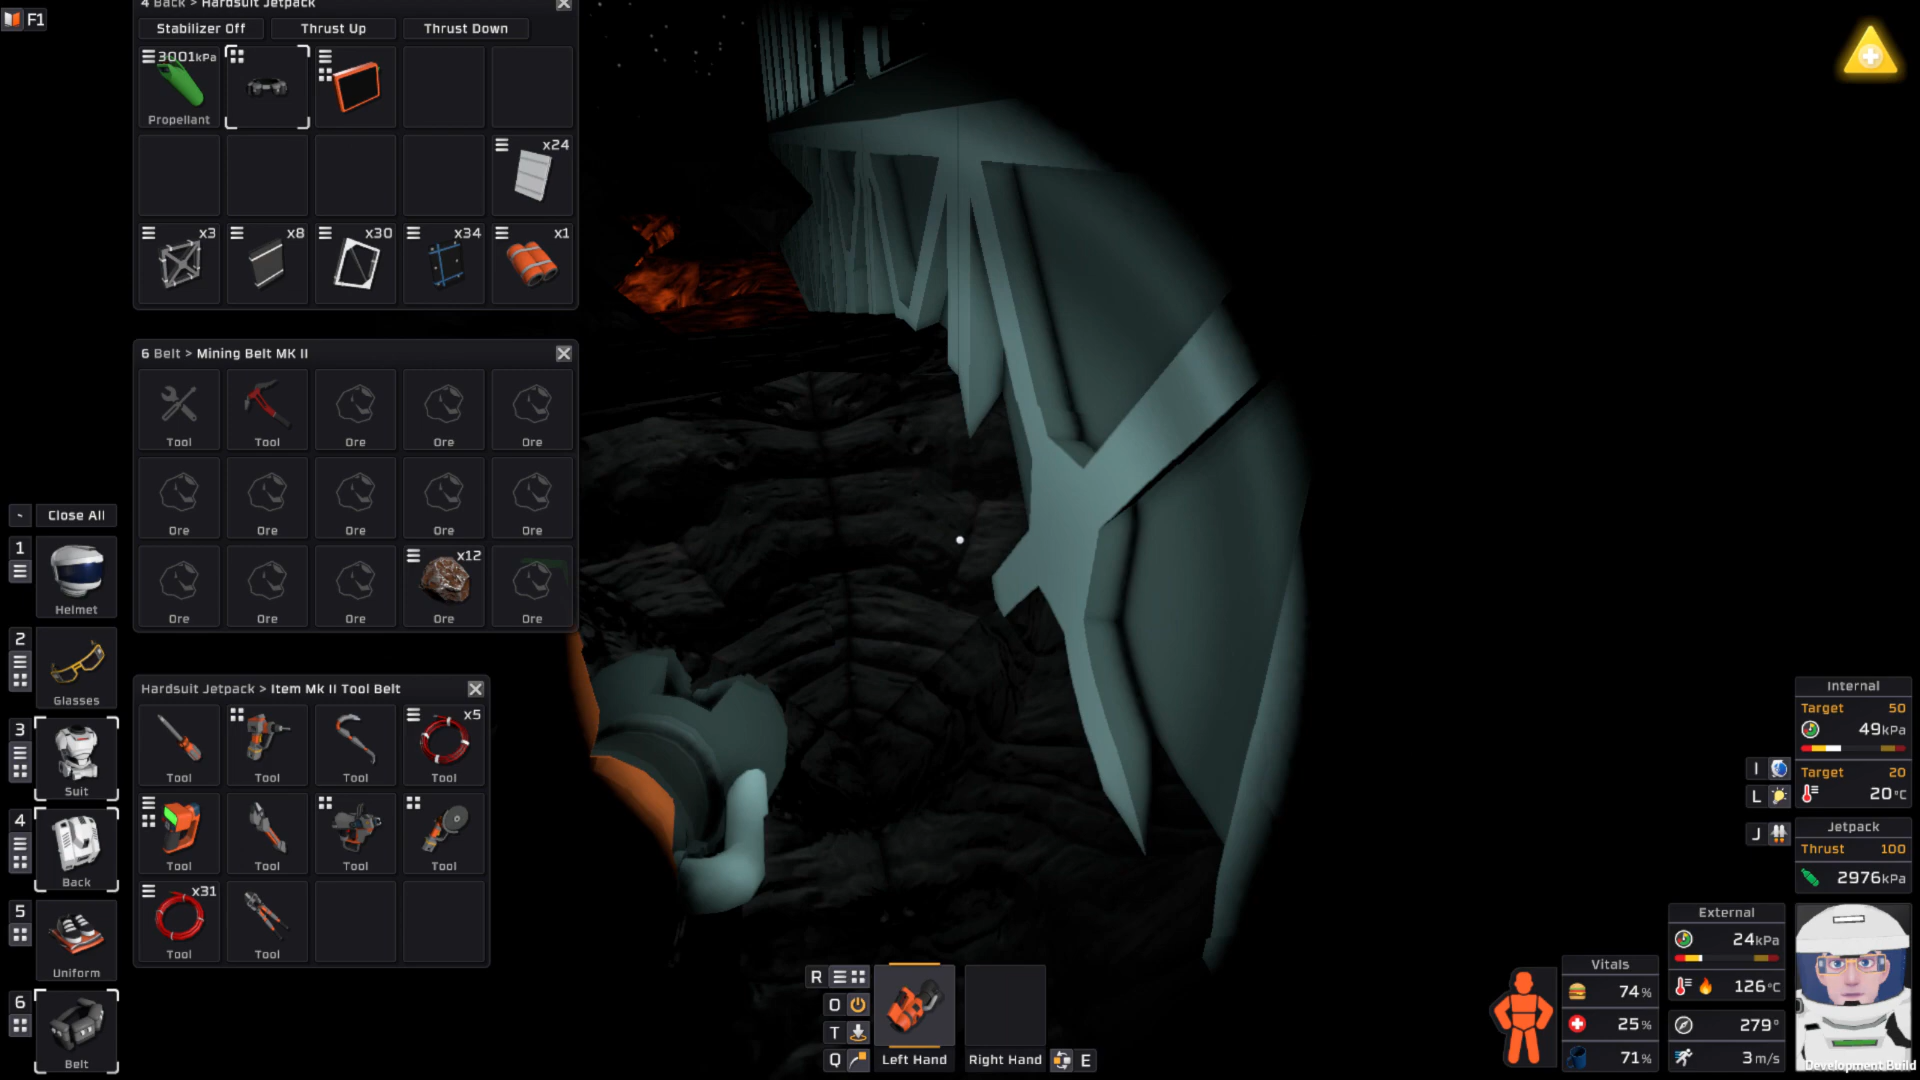 F1
4 Back > Hardsuit Jetpack
Stabilizer Off
Thrust Up
Thrust Down
3001kPa
Propellant
x24
x3
x8
x30
x34
x1
6 Belt > Mining Belt MK II
Tool
Tool
Ore
Ore
Ore
Ore
Ore
Ore
Ore
Ore
Ore
Ore
Ore
x12
Ore
Ore
Hardsuit Jetpack > Item Mk II Tool Belt
Tool
Tool
Tool
x5
Tool
Tool
Tool
Tool
Tool
x31
Tool
Tool
~
Close All
1
Helmet
2
Glasses
3
Suit
4
Back
5
Uniform
6
Belt
R
O
T
Q
Left Hand
Right Hand
E
Internal
Target 50
49kPa
Target 20
20°C
I
L
J
Jetpack
Thrust 100
2976kPa
External
24kPa
126°C
279°
3m/s
Vitals
74%
25%
71%
Development Build